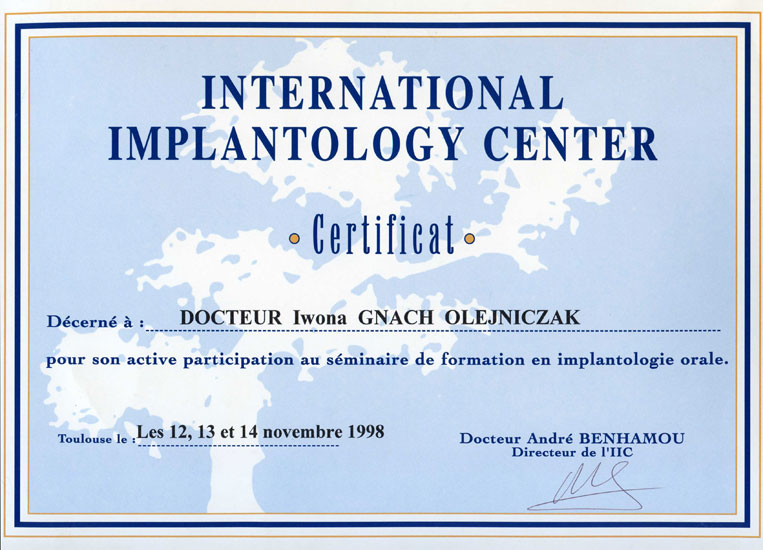 INTERNATIONAL
IMPLANTOLOGY CENTER
• Certificat •
Décerné à : DOCTEUR Iwona GNACH OLEJNICZAK
pour son active participation au séminaire de formation en implantologie orale.
Toulouse le : Les 12, 13 et 14 novembre 1998
Docteur André BENHAMOU
Directeur de l'IIC